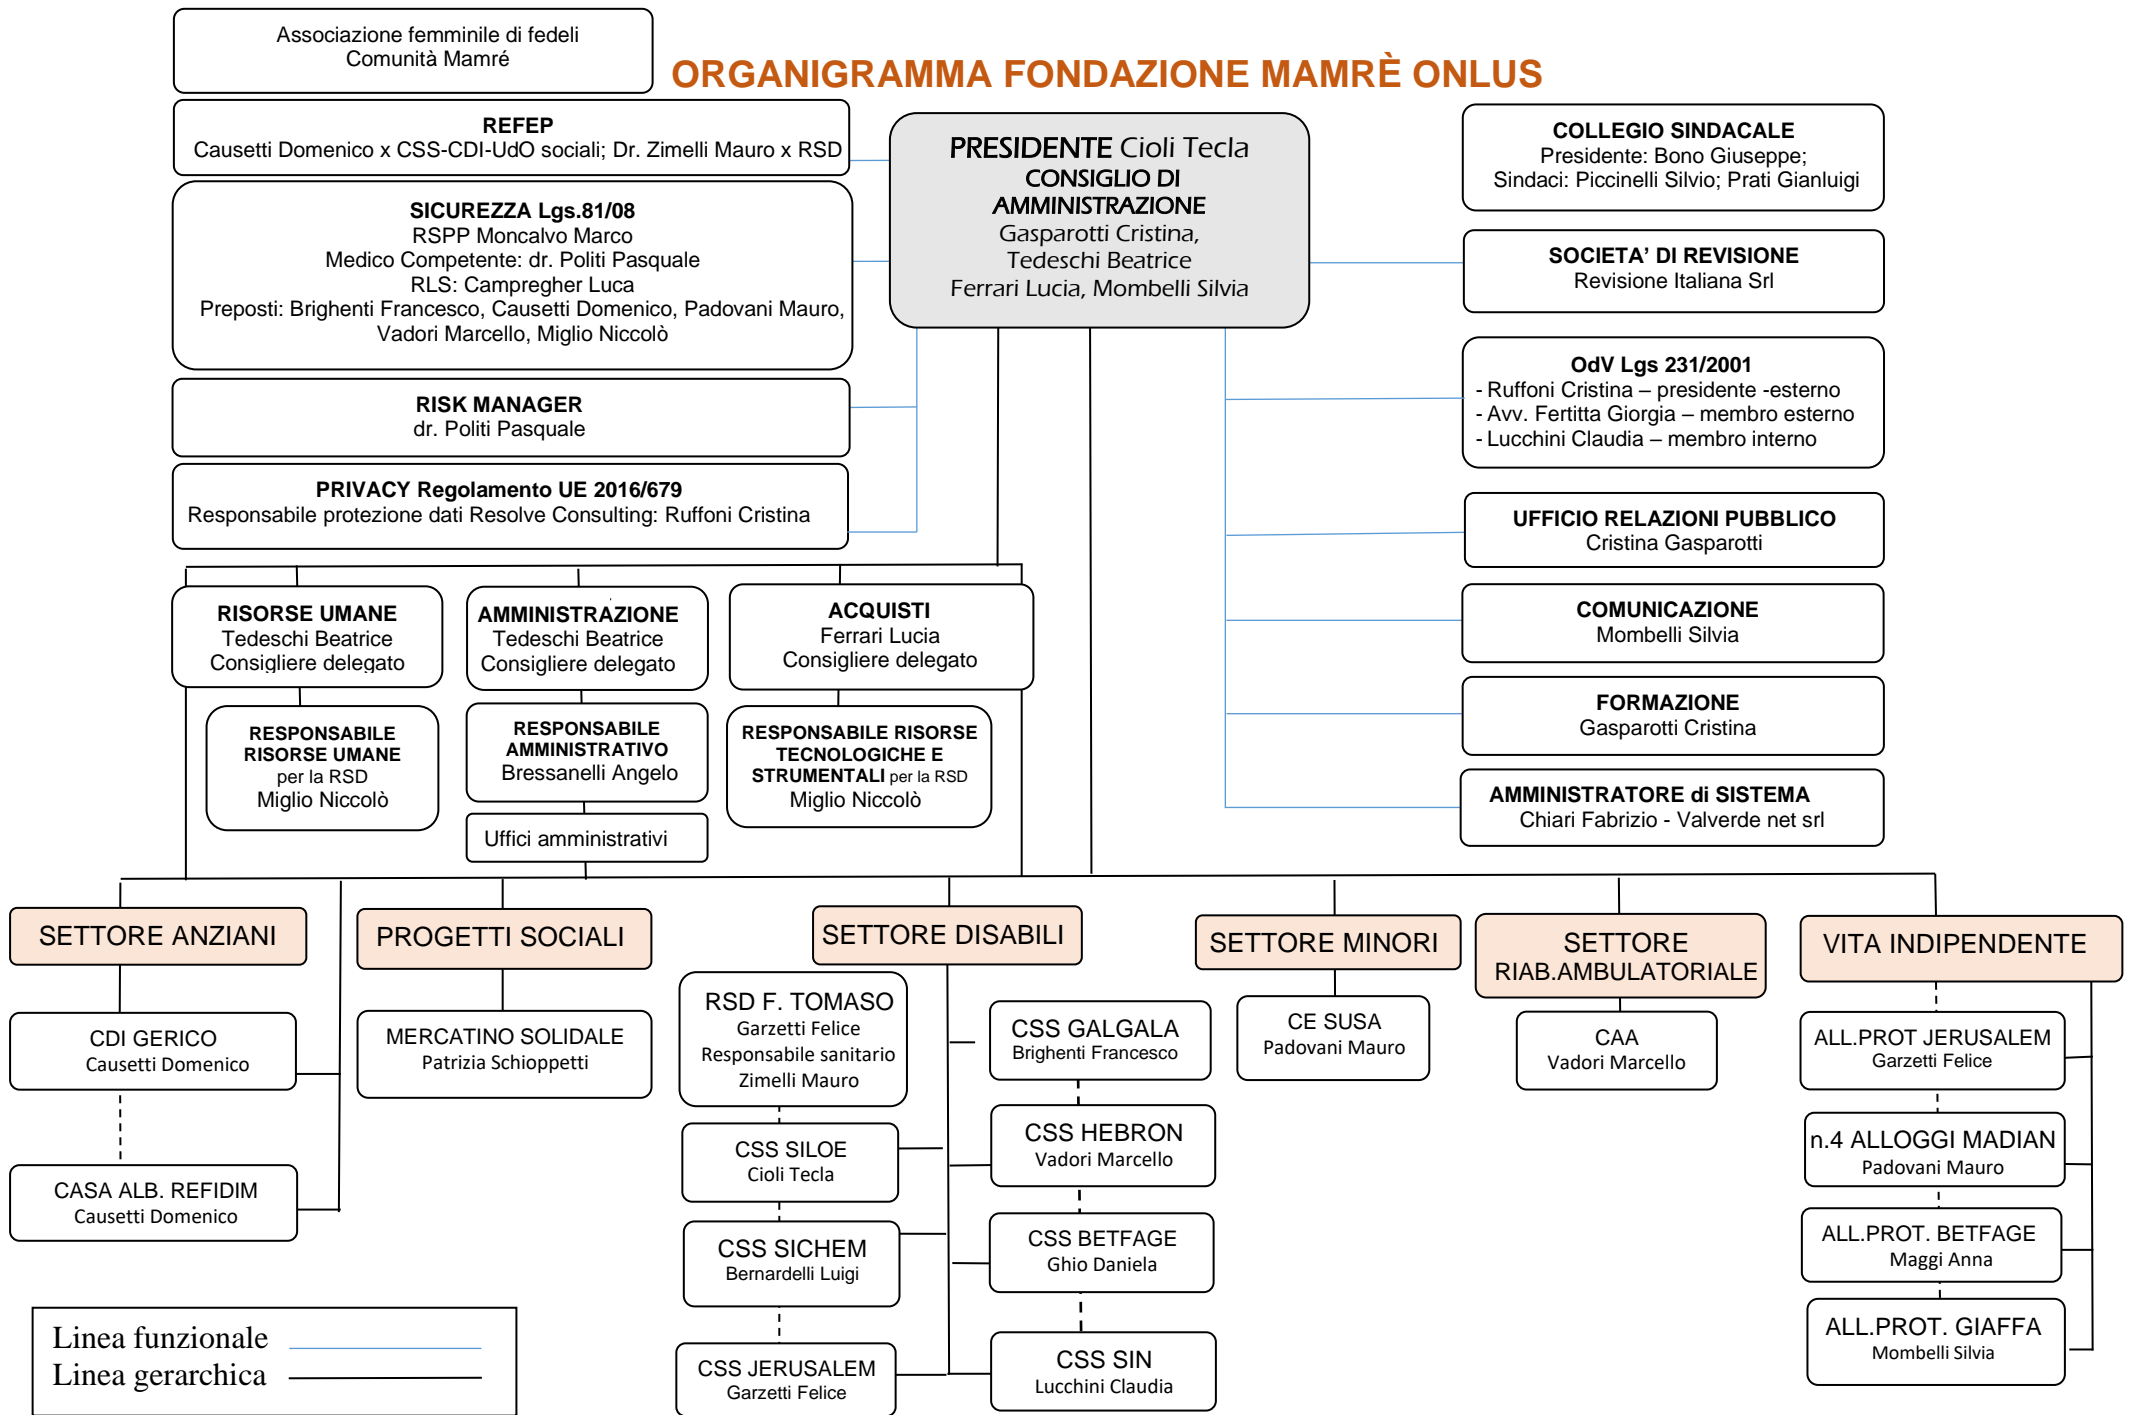 Associazione femminile di fedeli
Comunità Mamré
ORGANIGRAMMA FONDAZIONE MAMRÈ ONLUS
REFEP
Causetti Domenico x CSS-CDI-UdO sociali; Dr. Zimelli Mauro x RSD
SICUREZZA Lgs.81/08
RSPP Moncalvo Marco
Medico Competente: dr. Politi Pasquale
RLS: Campregher Luca
Preposti: Brighenti Francesco, Causetti Domenico, Padovani Mauro,
Vadori Marcello, Miglio Niccolò
RISK MANAGER
dr. Politi Pasquale
PRIVACY Regolamento UE 2016/679
Responsabile protezione dati Resolve Consulting: Ruffoni Cristina
PRESIDENTE Cioli Tecla
CONSIGLIO DI
AMMINISTRAZIONE
Gasparotti Cristina,
Tedeschi Beatrice
Ferrari Lucia, Mombelli Silvia
COLLEGIO SINDACALE
Presidente: Bono Giuseppe;
Sindaci: Piccinelli Silvio; Prati Gianluigi
SOCIETA’ DI REVISIONE
Revisione Italiana Srl
OdV Lgs 231/2001
- Ruffoni Cristina – presidente -esterno
- Avv. Fertitta Giorgia – membro esterno
- Lucchini Claudia – membro interno
UFFICIO RELAZIONI PUBBLICO
Cristina Gasparotti
COMUNICAZIONE
Mombelli Silvia
FORMAZIONE
Gasparotti Cristina
AMMINISTRATORE di SISTEMA
Chiari Fabrizio - Valverde net srl
RISORSE UMANE
Tedeschi Beatrice
Consigliere delegato
AMMINISTRAZIONE
Tedeschi Beatrice
Consigliere delegato
ACQUISTI
Ferrari Lucia
Consigliere delegato
RESPONSABILE
RISORSE UMANE
per la RSD
Miglio Niccolò
RESPONSABILE
AMMINISTRATIVO
Bressanelli Angelo
RESPONSABILE RISORSE
TECNOLOGICHE E
STRUMENTALI per la RSD
Miglio Niccolò
Uffici amministrativi
SETTORE ANZIANI
CDI GERICO
Causetti Domenico
CASA ALB. REFIDIM
Causetti Domenico
PROGETTI SOCIALI
MERCATINO SOLIDALE
Patrizia Schioppetti
SETTORE DISABILI
RSD F. TOMASO
Garzetti Felice
Responsabile sanitario
Zimelli Mauro
CSS SILOE
Cioli Tecla
CSS SICHEM
Bernardelli Luigi
CSS JERUSALEM
Garzetti Felice
CSS GALGALA
Brighenti Francesco
CSS HEBRON
Vadori Marcello
CSS BETFAGE
Ghio Daniela
CSS SIN
Lucchini Claudia
SETTORE MINORI
CE SUSA
Padovani Mauro
SETTORE
RIAB.AMBULATORIALE
CAA
Vadori Marcello
VITA INDIPENDENTE
ALL.PROT JERUSALEM
Garzetti Felice
n.4 ALLOGGI MADIAN
Padovani Mauro
ALL.PROT. BETFAGE
Maggi Anna
ALL.PROT. GIAFFA
Mombelli Silvia
Linea funzionale
Linea gerarchica